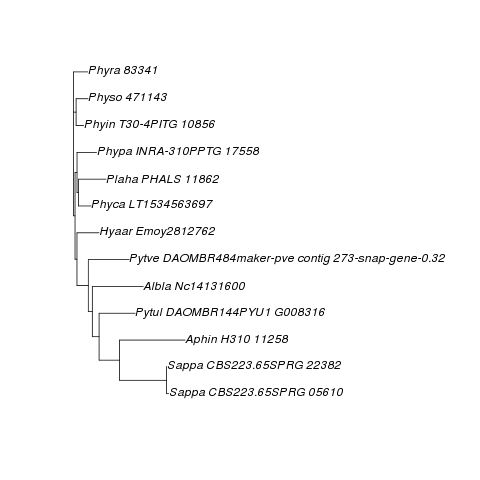 Phyra 83341
Physo 471143
Phyin T30-4PITG 10856
Phypa INRA-310PPTG 17558
Plaha PHALS 11862
Phyca LT1534563697
Hyaar Emoy2812762
Pytve DAOMBR484maker-pve contig 273-snap-gene-0.32
Albla Nc14131600
Pytul DAOMBR144PYU1 G008316
Aphin H310 11258
Sappa CBS223.65SPRG 22382
Sappa CBS223.65SPRG 05610